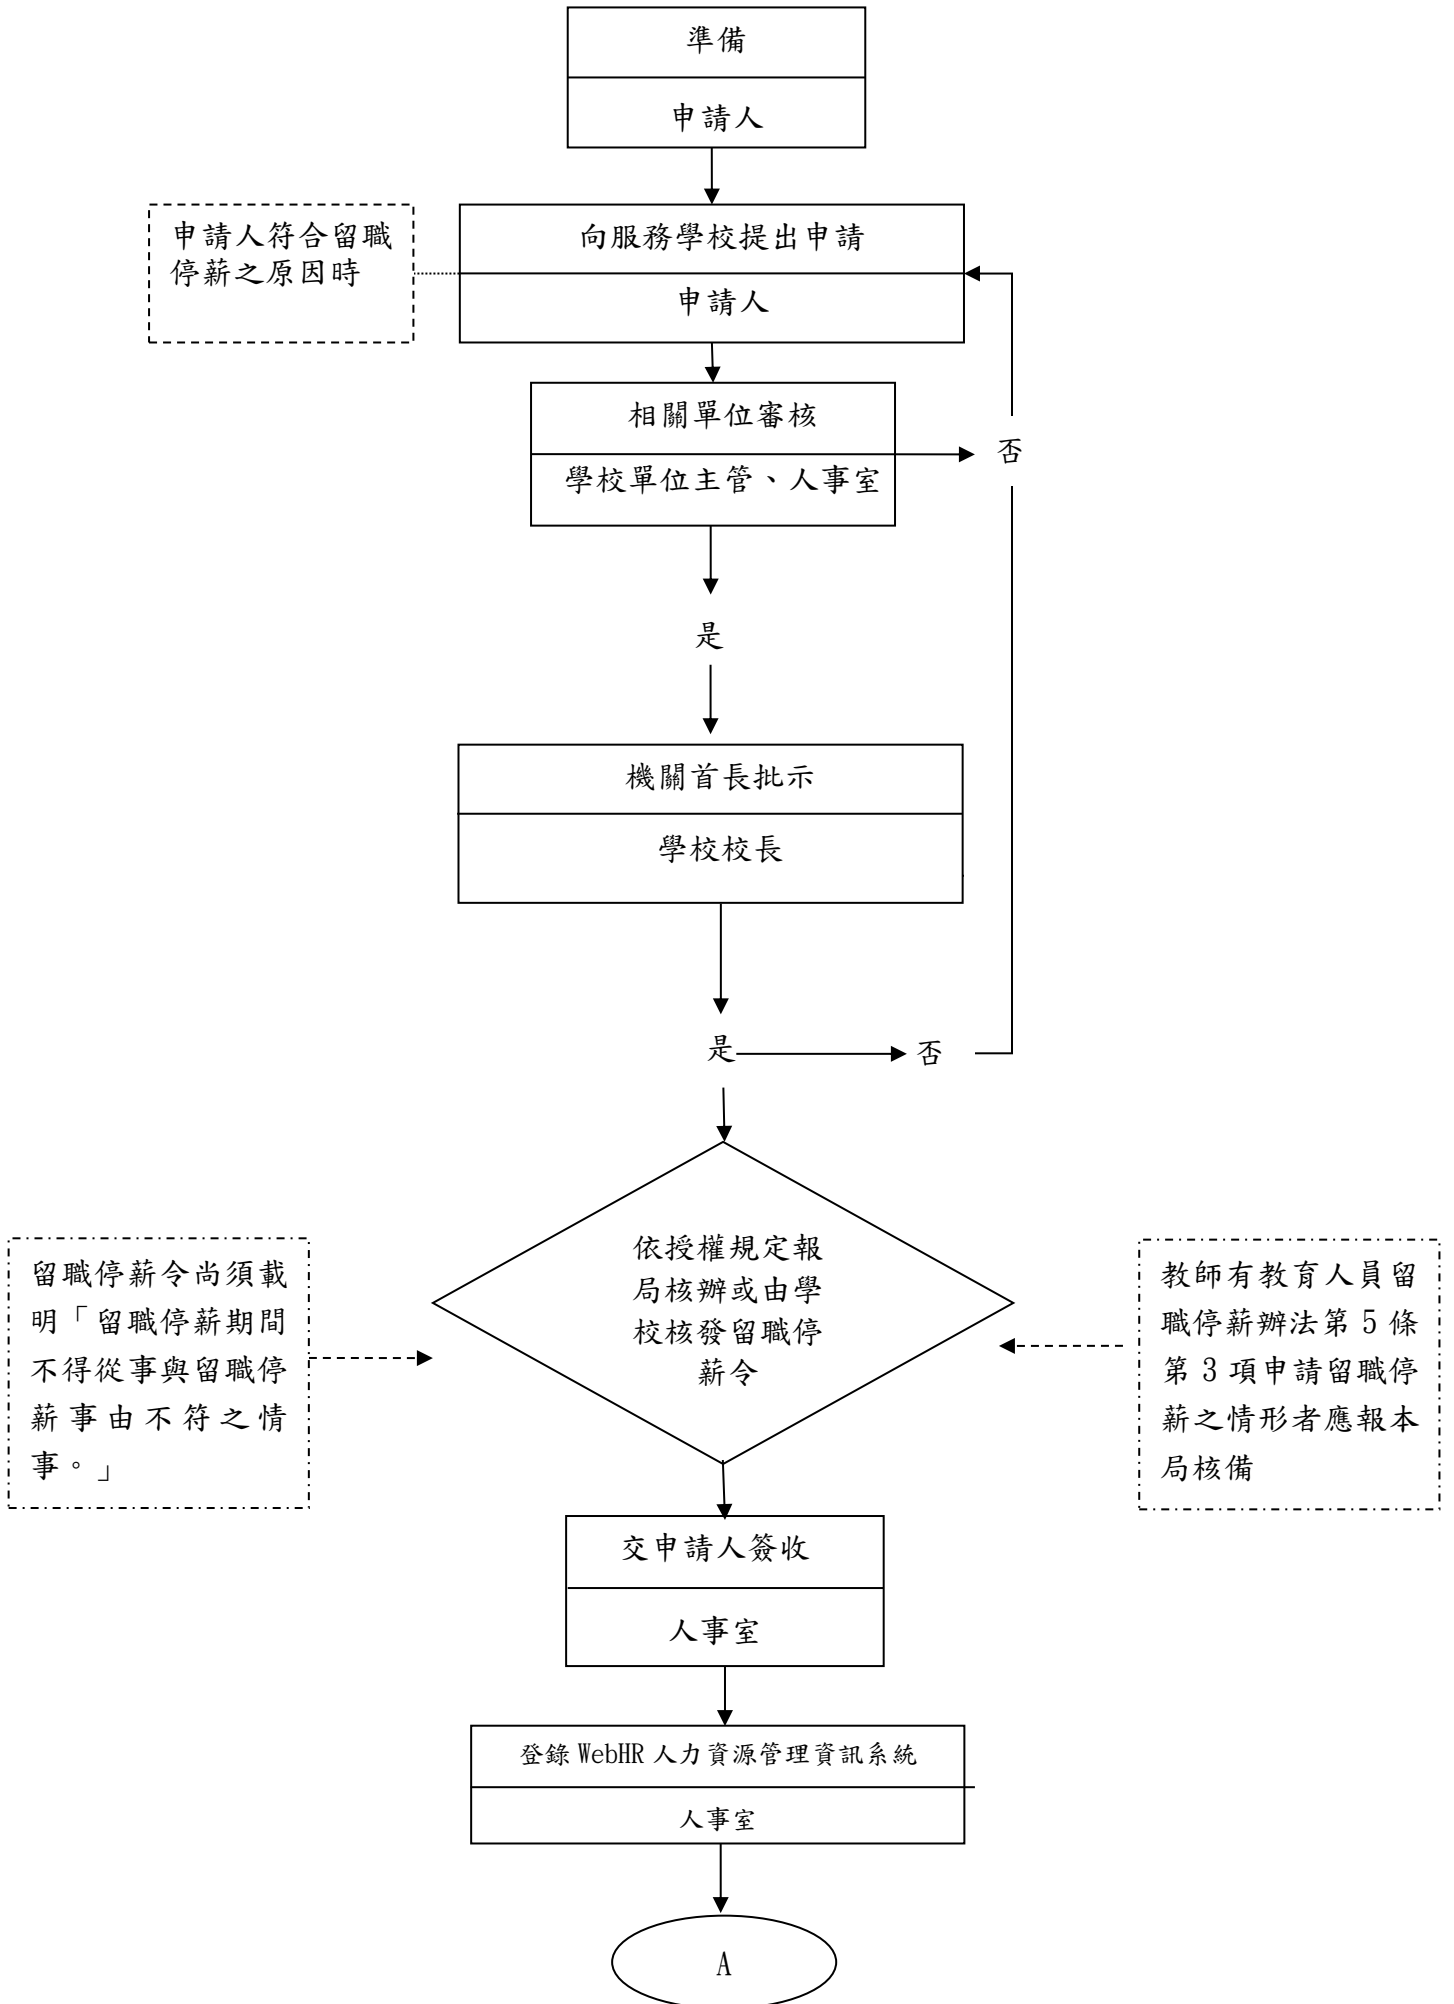 準備
申請人
申請人符合留職
停薪之原因時
向服務學校提出申請
申請人
相關單位審核
學校單位主管、人事室
否
是
機關首長批示
學校校長
是
否
依授權規定報
局核辦或由學
校核發留職停
薪令
留職停薪令尚須載
明「留職停薪期間
不得從事與留職停
薪事由不符之情
事。」
教師有教育人員留
職停薪辦法第 5 條
第 3 項申請留職停
薪之情形者應報本
局核備
交申請人簽收
人事室
登錄 WebHR 人力資源管理資訊系統
人事室
A